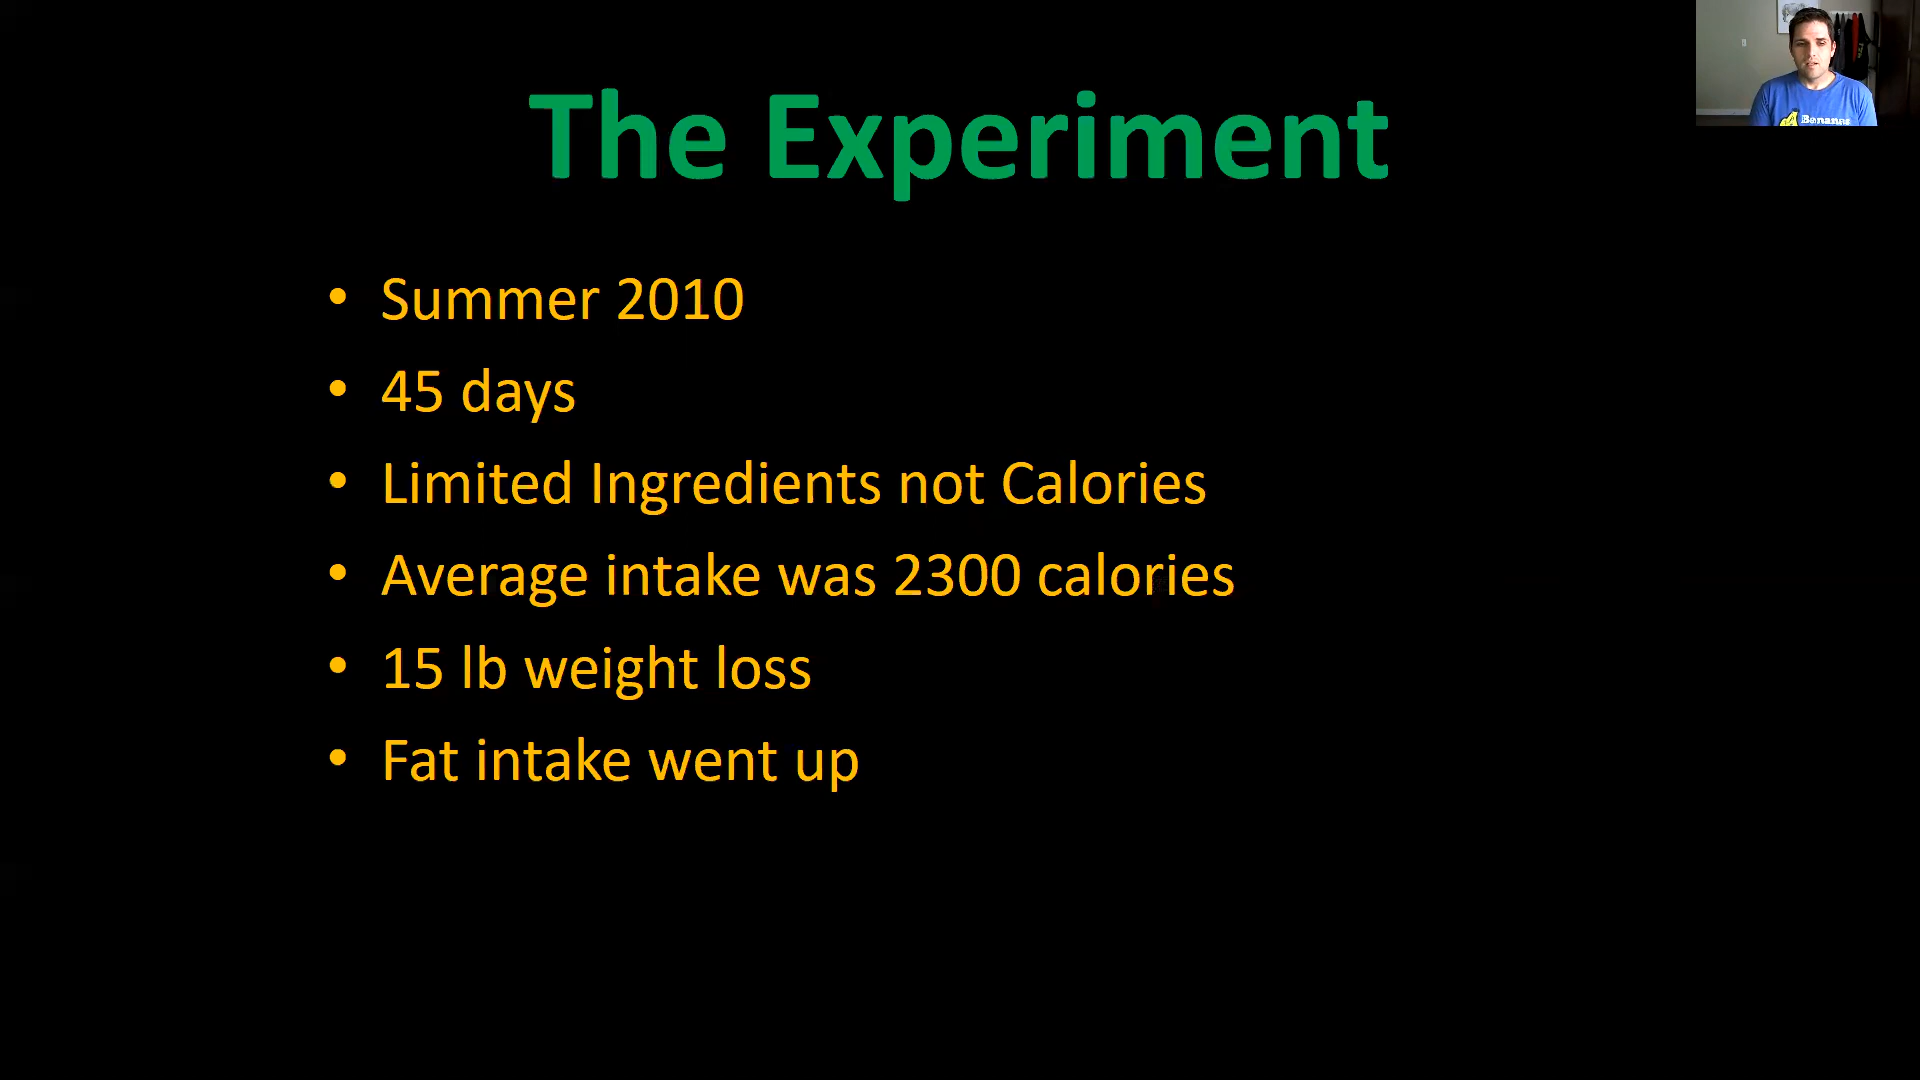 The Experiment
• Summer 2010
• 45 days
• Limited Ingredients not Calories
• Average intake was 2300 calories
• 15 lb weight loss
• Fat intake went up
Bananas